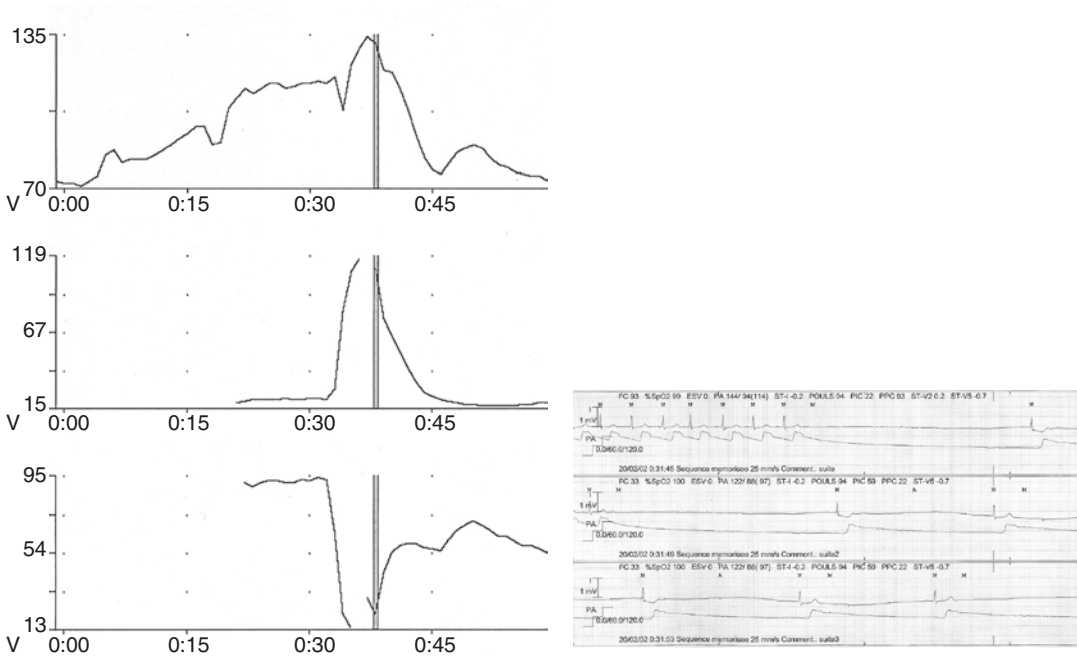 135
70
V
0:00 0:15 0:30 0:45
119
67
15
V
0:00 0:15 0:30 0:45
95
54
13
V
0:00 0:15 0:30 0:45
FC 93 %SpO2 99 ESV 0 PA 144/ 94(114) ST-I -0.2 POULS 94 PIC 22 PPC 93 ST-V2 0.2 ST-V5 -0.7
M M M M M M M M M
I
1 mV
PA
0.0/60.0/120.0
20/02/02 0:31:45 Sequence memorisee 25 mm/s Comment.: suite
FC 33 %SpO2 100 ESV 0 PA 122/ 88( 97) ST-I -0.2 POULS 94 PIC 59 PPC 22 ST-V5 -0.7
M M M A M M
I
1 mV
PA
0.0/60.0/120.0
20/02/02 0:31:49 Sequence memorisee 25 mm/s Comment.: suite2
FC 33 %SpO2 100 ESV 0 PA 122/ 88( 97) ST-I -0.2 POULS 94 PIC 59 PPC 22 ST-V5 -0.7
M A M M M M
I
1 mV
PA
0.0/60.0/120.0
20/02/02 0:31:53 Sequence memorisee 25 mm/s Comment.: suite3